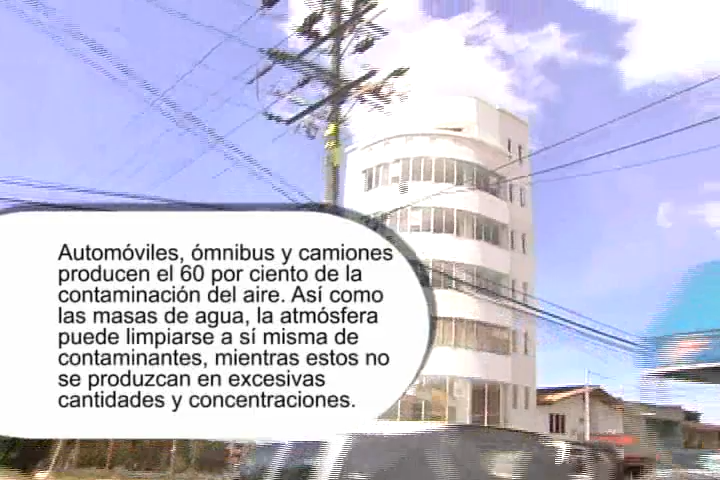 Automóviles, ómnibus y camiones
producen el 60 por ciento de la
contaminación del aire. Así como
las masas de agua, la atmósfera
puede limpiarse a sí misma de
contaminantes, mientras estos no
se produzcan en excesivas
cantidades y concentraciones.